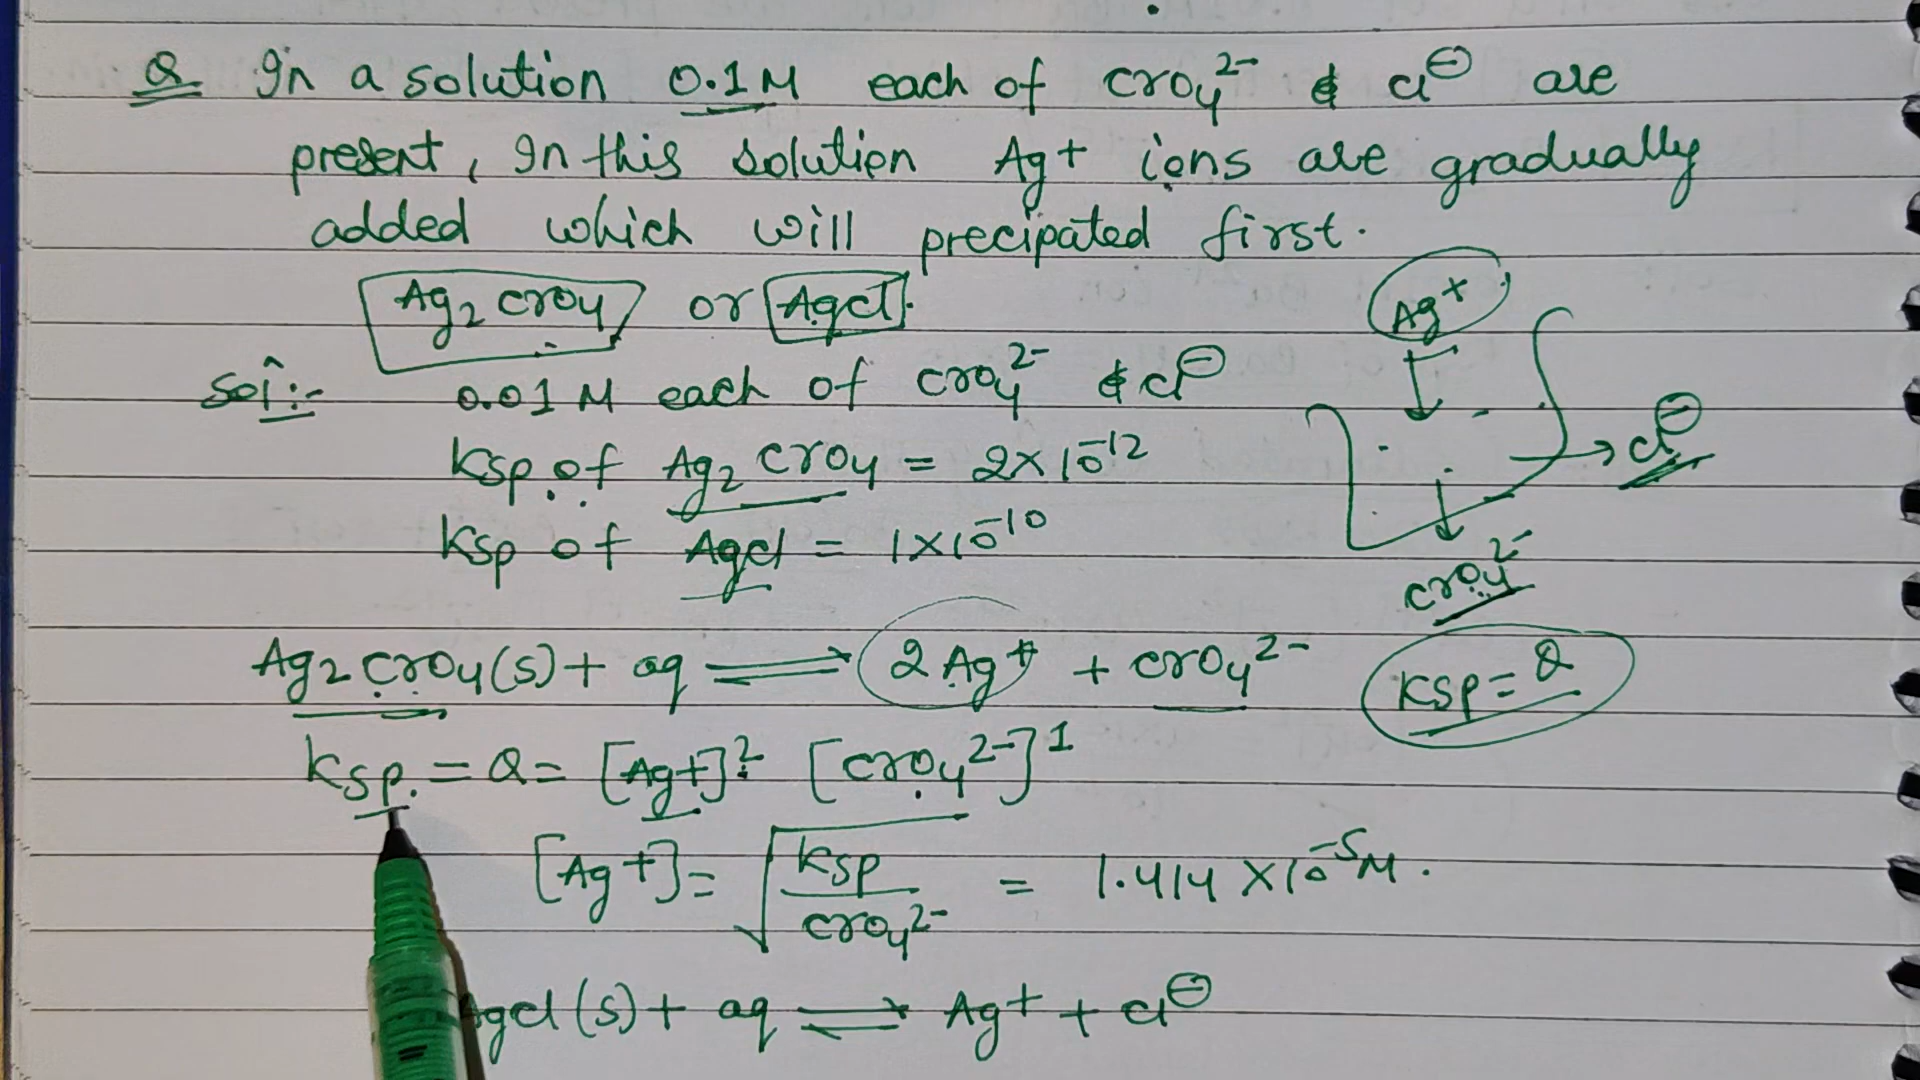 Q In a solution 0.1M each of CrO₄²⁻ & Cl⊖ are
present, In this solution Ag+ ions are gradually
added which will precipated first.
Ag₂CrO₄ or AgCl.
Ag⁺
Sol:- 0.01 M each of CrO₄²⁻ & Cl⊖
Ksp of Ag₂CrO₄ = 2×10⁻¹²
Cl⊖
Ksp of AgCl = 1×10⁻¹⁰
CrO₄²⁻
Ag₂CrO₄(s) + aq ⇌ 2Ag⁺ + CrO₄²⁻
Ksp = Q
Ksp. = Q = [Ag+]² [CrO₄²⁻]¹
[Ag+] = √(Ksp / CrO₄²⁻) = 1.414 ×10⁻⁵M.
AgCl(s) + aq ⇌ Ag+ + Cl⊖